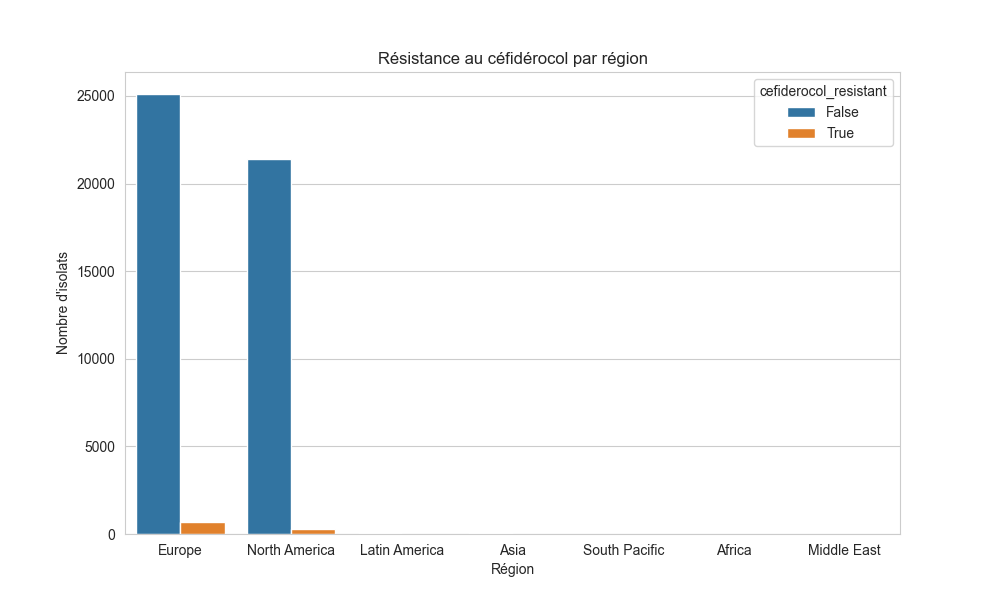 Résistance au céfidérocol par région
cefiderocol_resistant
False
True
25000
20000
15000
10000
5000
0
Nombre d'isolats
Europe North America Latin America Asia South Pacific Africa Middle East
Région